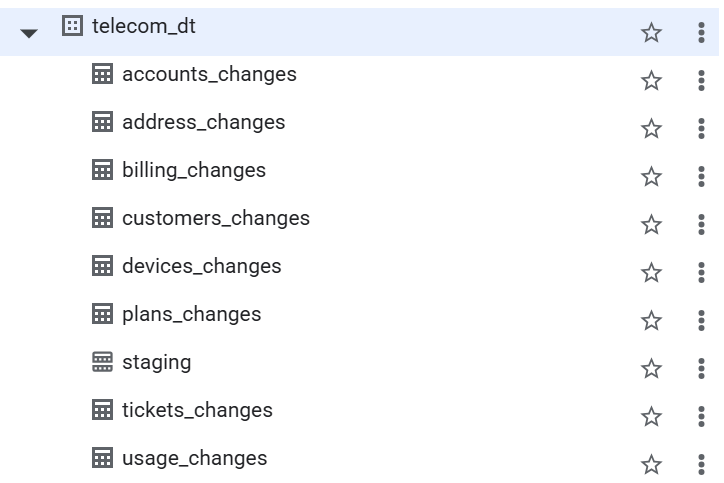 telecom_dt
accounts_changes
address_changes
billing_changes
customers_changes
devices_changes
plans_changes
staging
tickets_changes
usage_changes